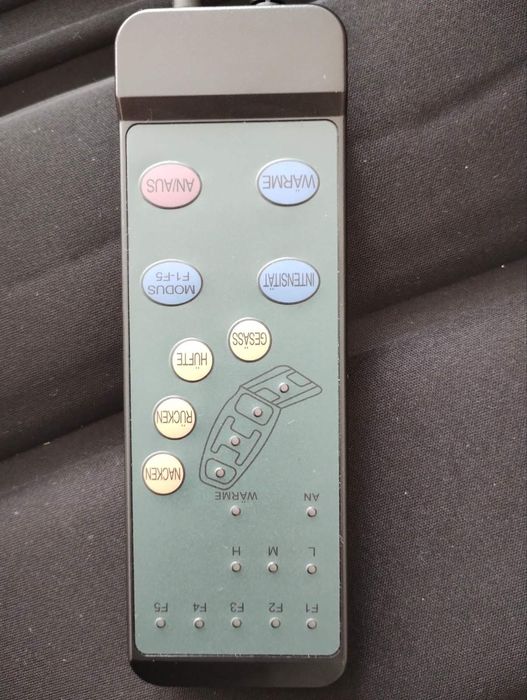 F1 F2 F3 F4 F5
L M H
AN WÄRME
NACKEN
RÜCKEN
HÜFTE
GESÄSS
INTENSITÄT
MODUS
F1-F5
WÄRME
AN/AUS